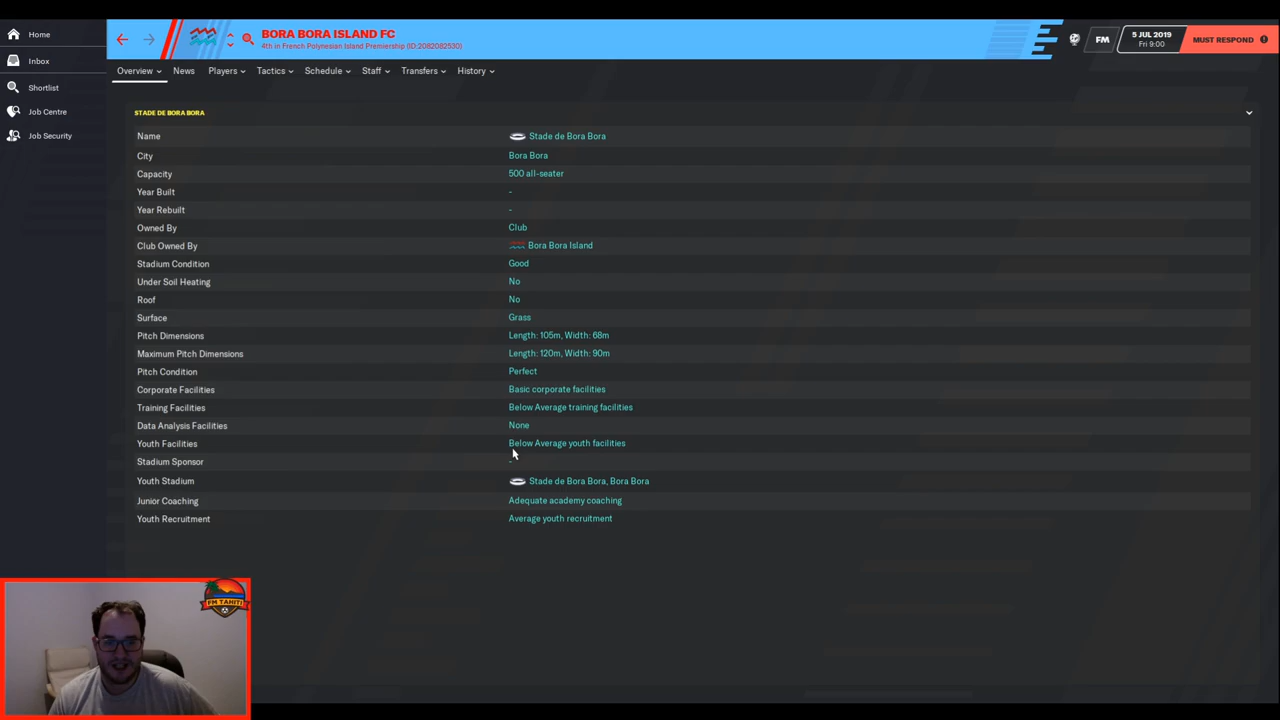 Home
Inbox
Shortlist
Job Centre
Job Security
BORA BORA ISLAND FC
4th in French Polynesian Island Premiership (ID:2082082530)
FM
5 JUL 2019
Fri 9:00
MUST RESPOND
Overview
News
Players
Tactics
Schedule
Staff
Transfers
History
STADE DE BORA BORA
Name Stade de Bora Bora
City Bora Bora
Capacity 500 all-seater
Year Built -
Year Rebuilt -
Owned By Club
Club Owned By Bora Bora Island
Stadium Condition Good
Under Soil Heating No
Roof No
Surface Grass
Pitch Dimensions Length: 105m, Width: 68m
Maximum Pitch Dimensions Length: 120m, Width: 90m
Pitch Condition Perfect
Corporate Facilities Basic corporate facilities
Training Facilities Below Average training facilities
Data Analysis Facilities None
Youth Facilities Below Average youth facilities
Stadium Sponsor -
Youth Stadium Stade de Bora Bora, Bora Bora
Junior Coaching Adequate academy coaching
Youth Recruitment Average youth recruitment
FM TAHITI